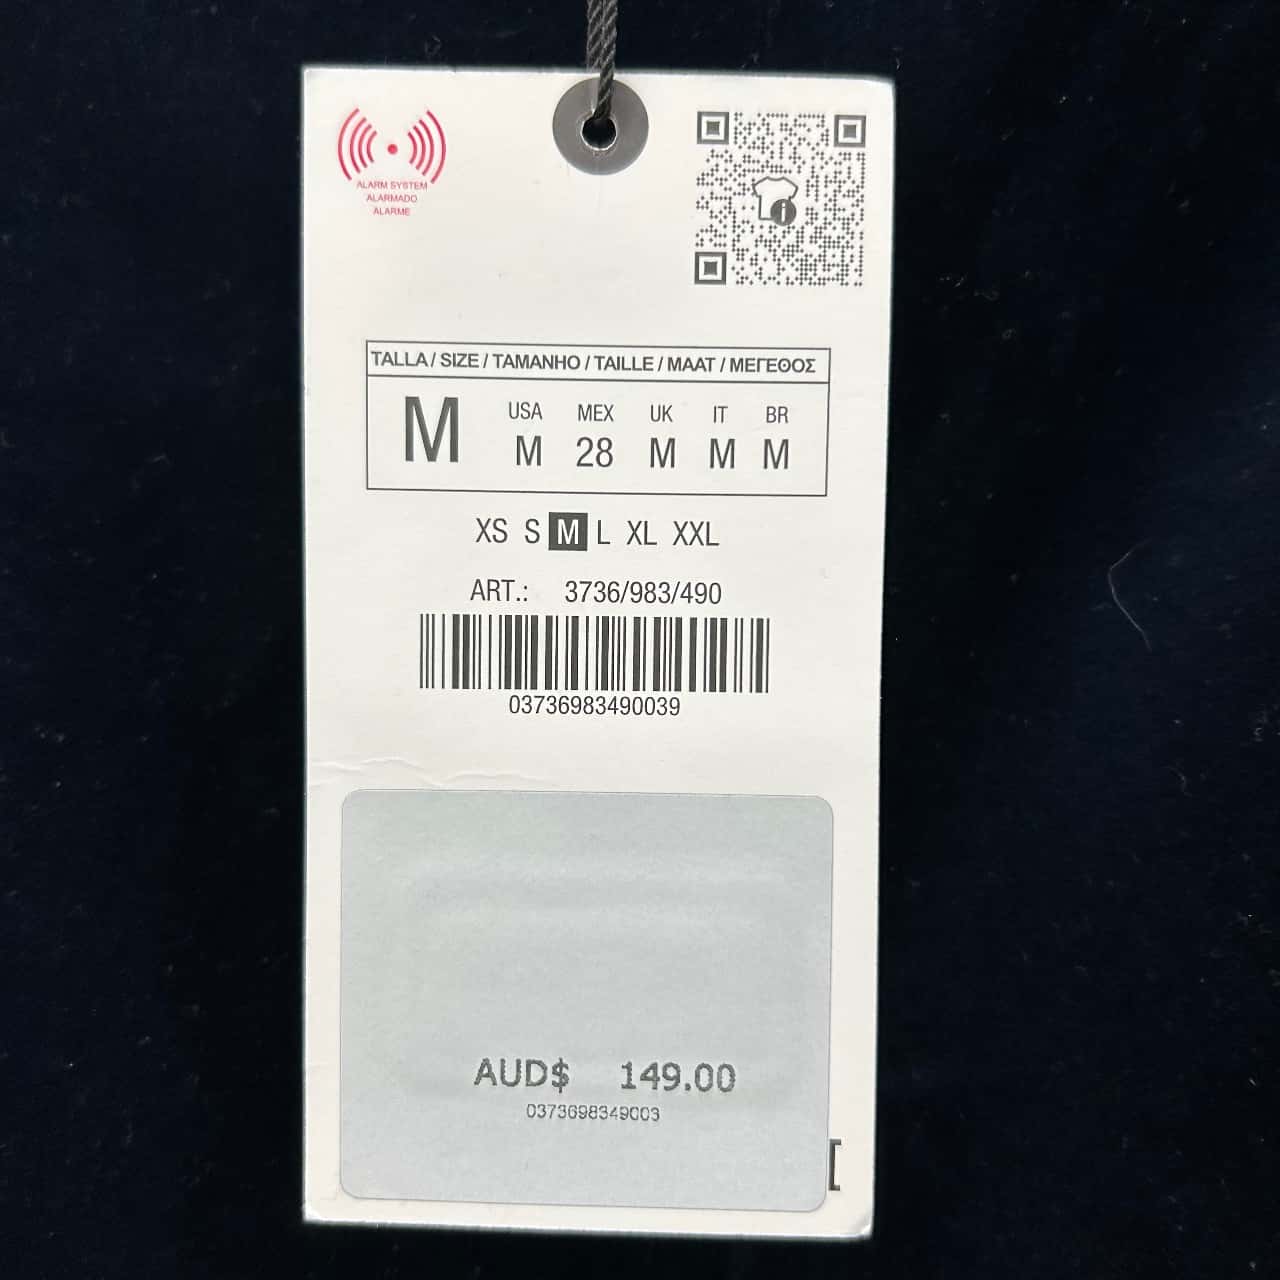 ALARM SYSTEM
ALARMADO
ALARME
i
TALLA / SIZE / TAMANHO / TAILLE / MAAT / ΜΕΓΕΘΟΣ
M
USA MEX UK IT BR
M 28 M M M
XS S M L XL XXL
ART.: 3736/983/490
03736983490039
AUD$ 149.00
0373698349003